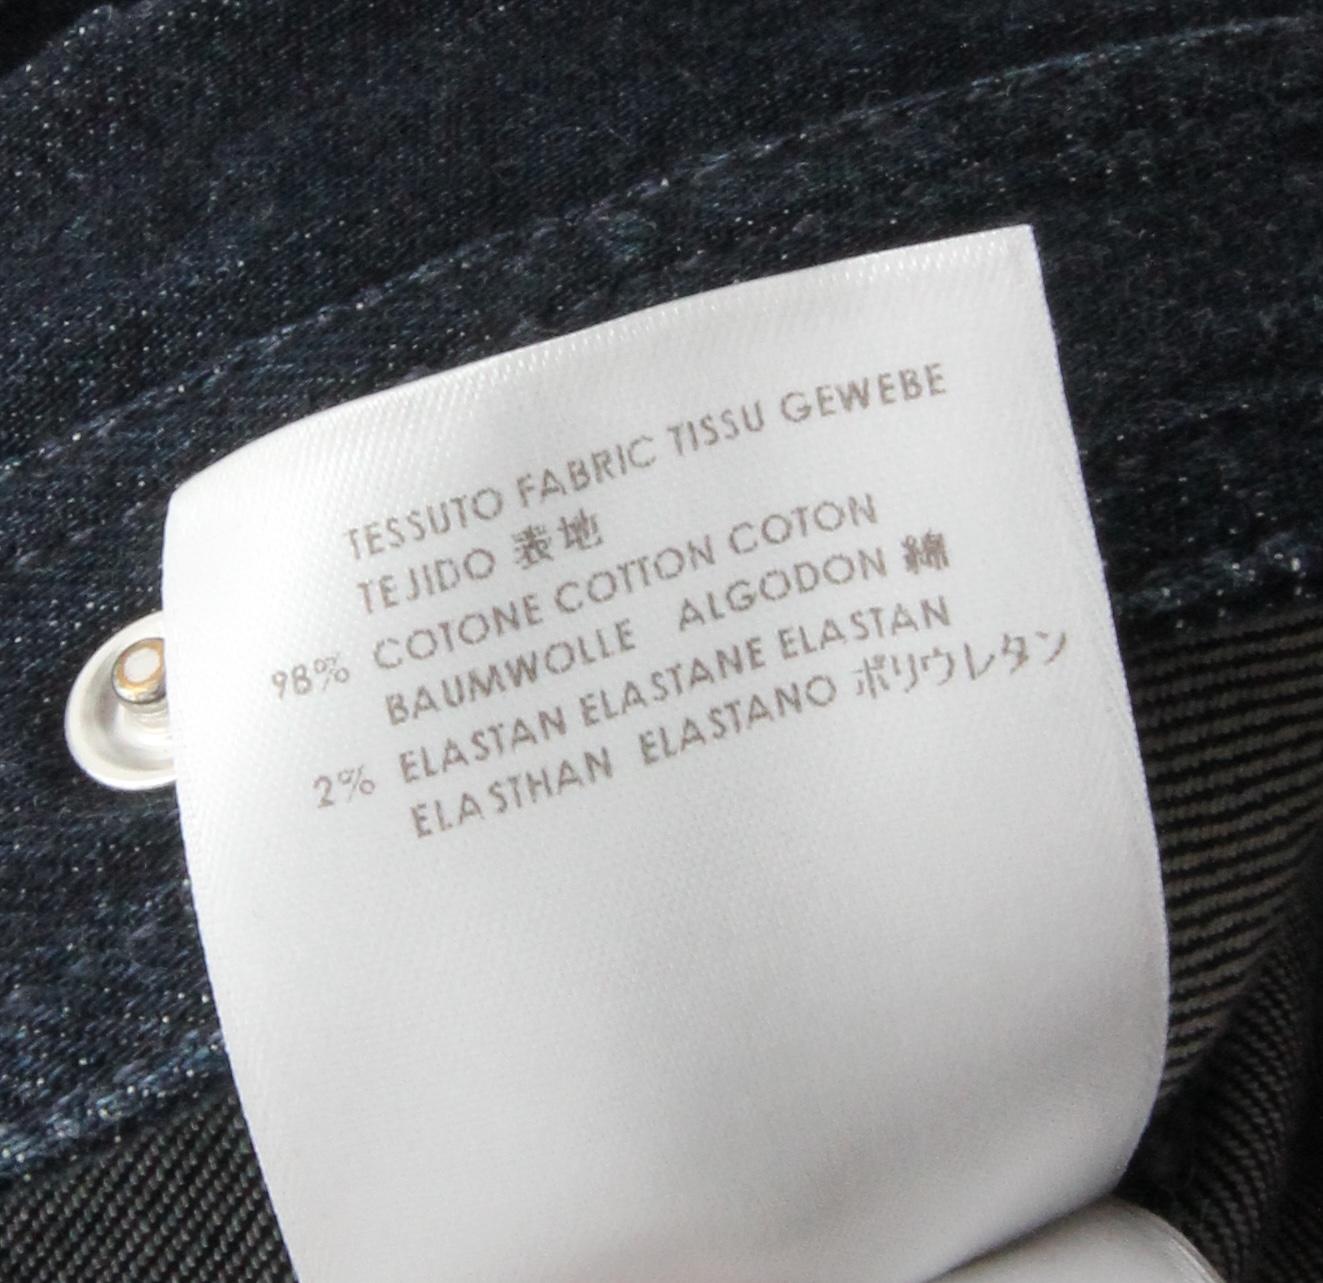 TESSUTO FABRIC TISSU GEWEBE
TEJIDO 表地
98% COTONE COTTON COTON
BAUMWOLLE ALGODON 綿
2% ELASTAN ELASTANE ELASTAN
ELASTHAN ELASTANO ポリウレタン